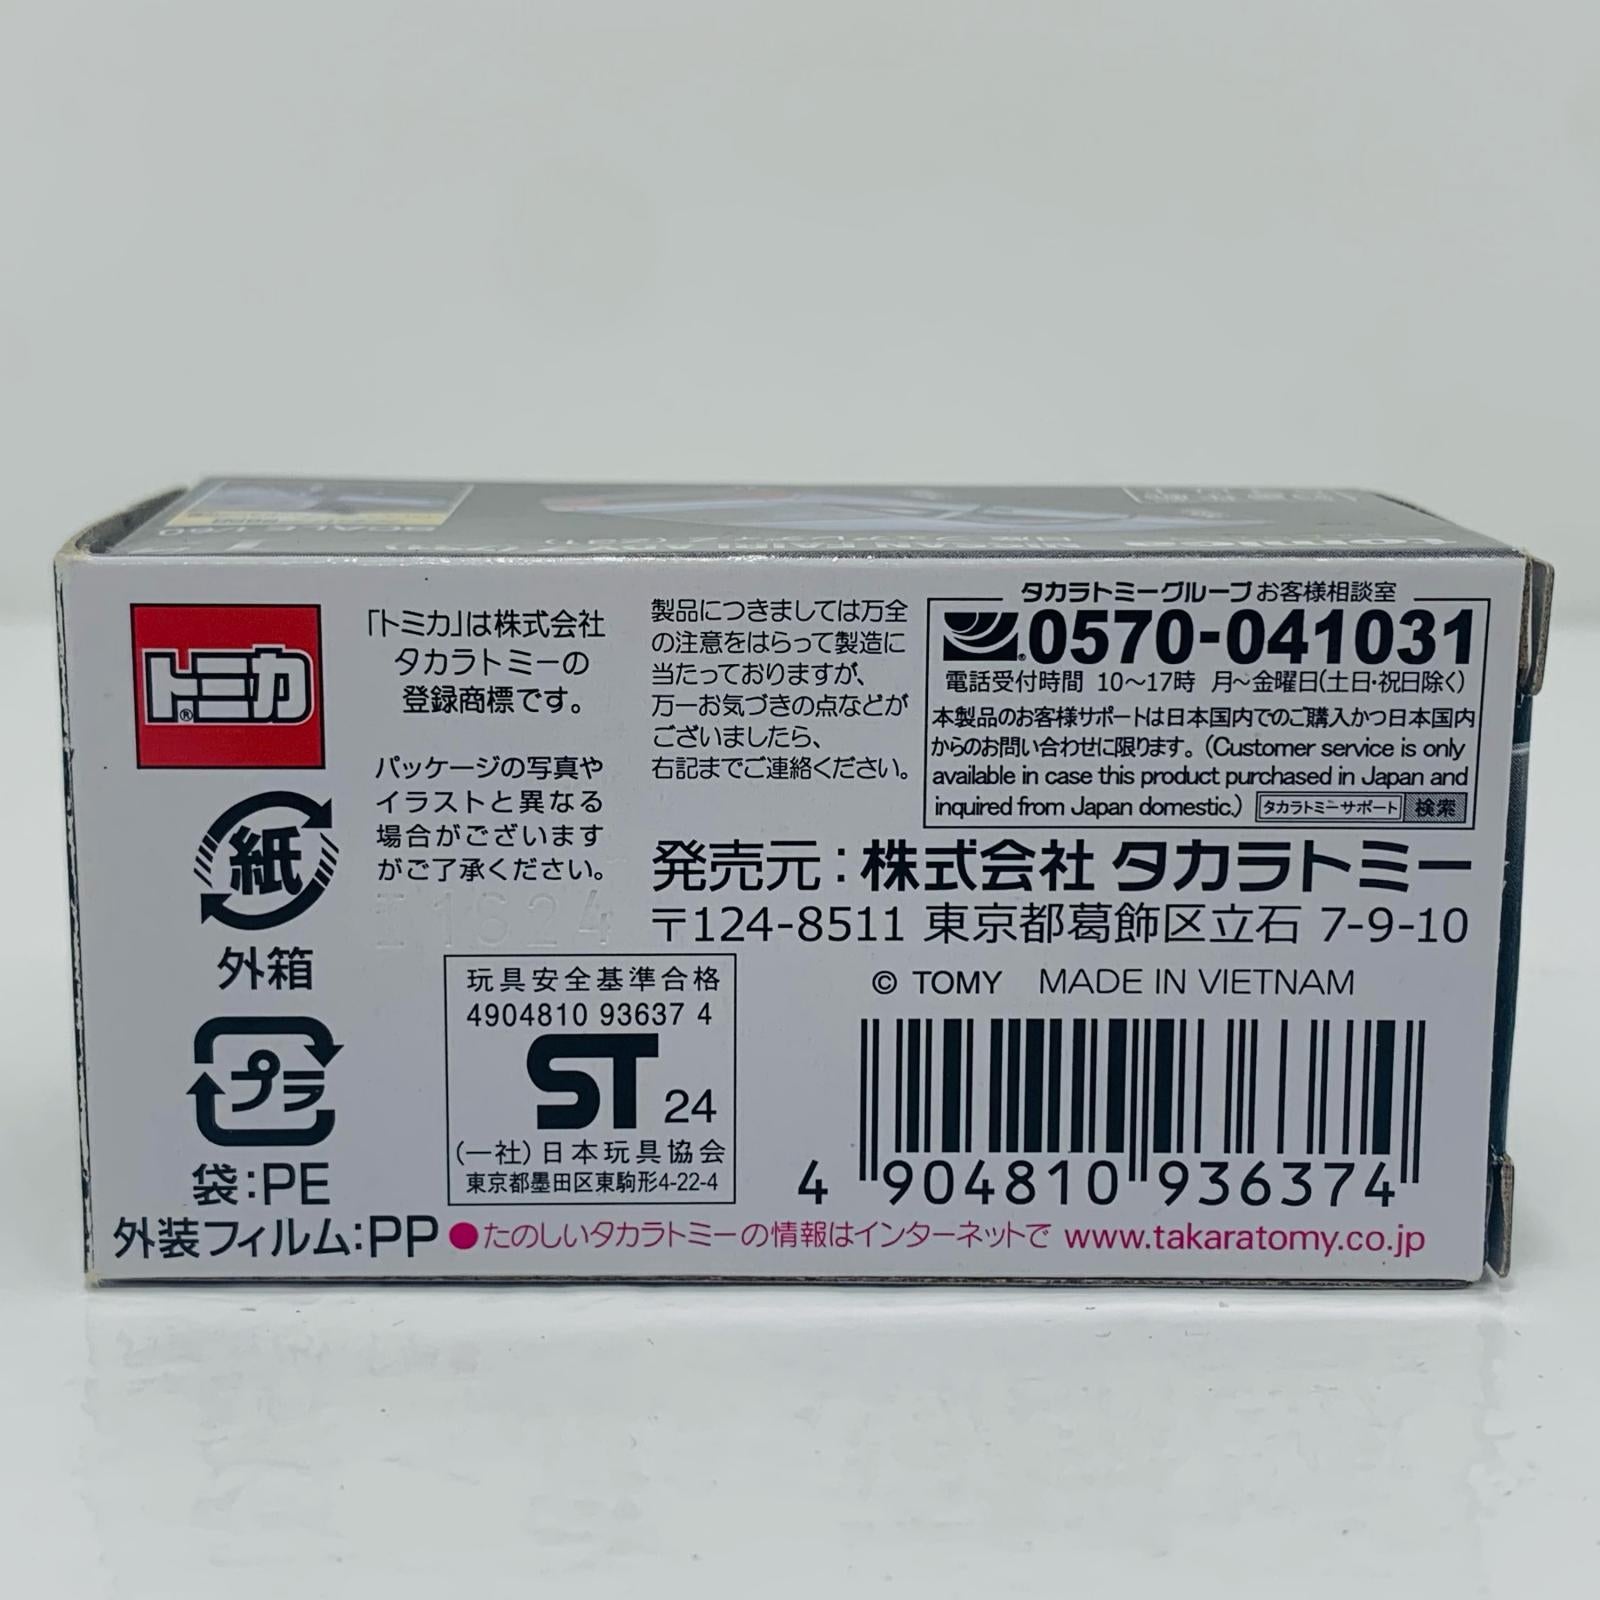 トミカ
「トミカ」は株式会社
タカラトミーの
登録商標です。
パッケージの写真や
イラストと異なる
場合がございます
がご了承ください。
製品につきましては万全
の注意をはらって製造に
当たっておりますが、
万一お気づきの点などが
ございましたら、
右記までご連絡ください。
タカラトミーグループ お客様相談室
0570-041031
電話受付時間 10〜17時 月〜金曜日(土日・祝日除く)
本製品のお客様サポートは日本国内でのご購入かつ日本国内
からのお問い合わせに限ります。(Customer service is only
available in case this product purchased in Japan and
inquired from Japan domestic.) タカラトミーサポート 検索
発売元：株式会社 タカラトミー
〒124-8511 東京都葛飾区立石 7-9-10
© TOMY MADE IN VIETNAM
紙
外箱
プラ
袋：PE
外装フィルム：PP
玩具安全基準合格
4904810 93637 4
ST 24
(一社)日本玩具協会
東京都墨田区東駒形4-22-4
4 904810 936374
●たのしいタカラトミーの情報はインターネットで www.takaratomy.co.jp